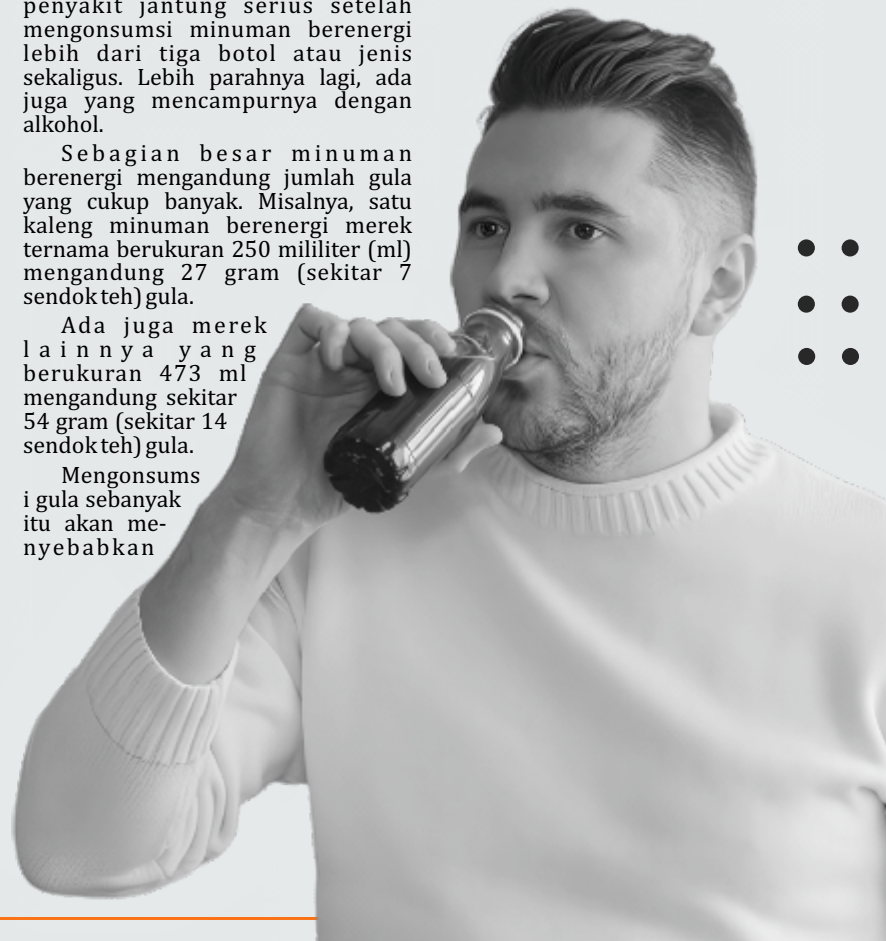 penyakit jantung serius setelah
mengonsumsi minuman berenergi
lebih dari tiga botol atau jenis
sekaligus. Lebih parahnya lagi, ada
juga yang mencampurnya dengan
alkohol.
Sebagian besar minuman
berenergi mengandung jumlah gula
yang cukup banyak. Misalnya, satu
kaleng minuman berenergi merek
ternama berukuran 250 mililiter (ml)
mengandung 27 gram (sekitar 7
sendok teh) gula.
Ada juga merek
lainnya yang
berukuran 473 ml
mengandung sekitar
54 gram (sekitar 14
sendok teh) gula.
Mengonsums
i gula sebanyak
itu akan me-
nyebabkan